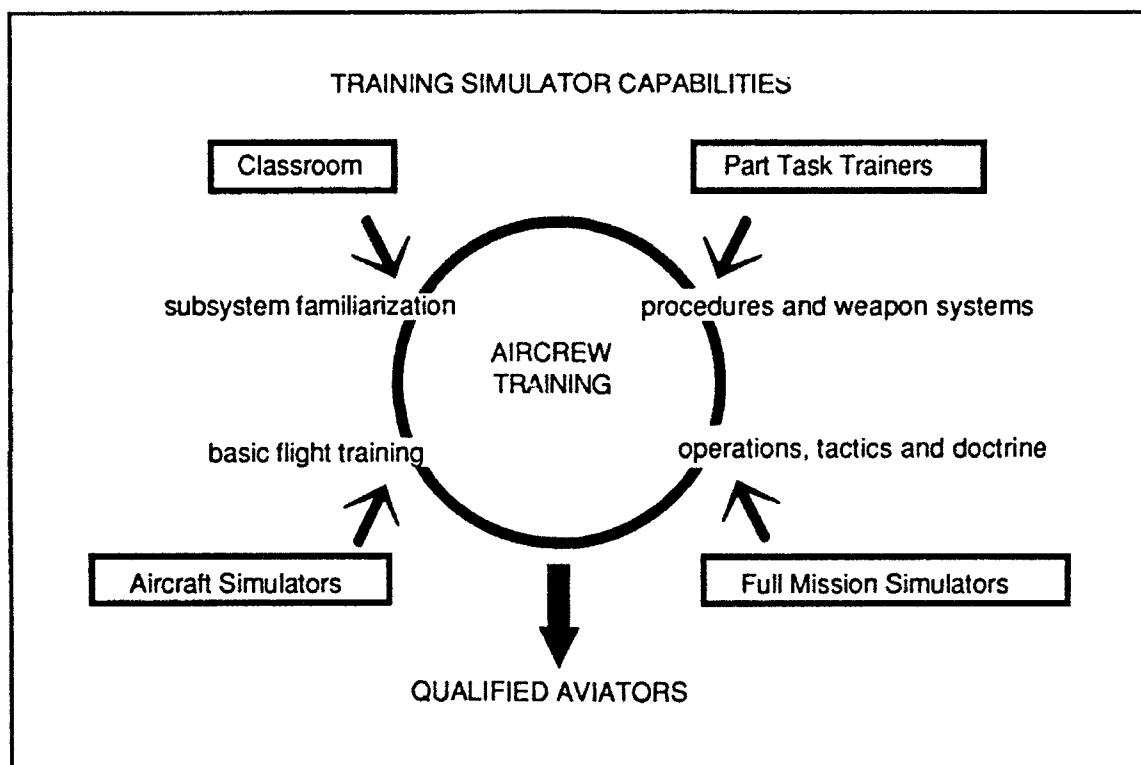 TRAINING SIMULATOR CAPABILITIES
Classroom
Part Task Trainers
subsystem familiarization
procedures and weapon systems
AIRCREW
TRAINING
basic flight training
operations, tactics and doctrine
Aircraft Simulators
Full Mission Simulators
QUALIFIED AVIATORS